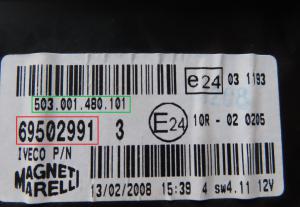 e24 03 1193
503.001.480.101
69502991 3 E24 10R - 02 0205
IVECO P/N
MAGNETI
MARELLI
13/02/2008 15:39 4 sw4.11 12V